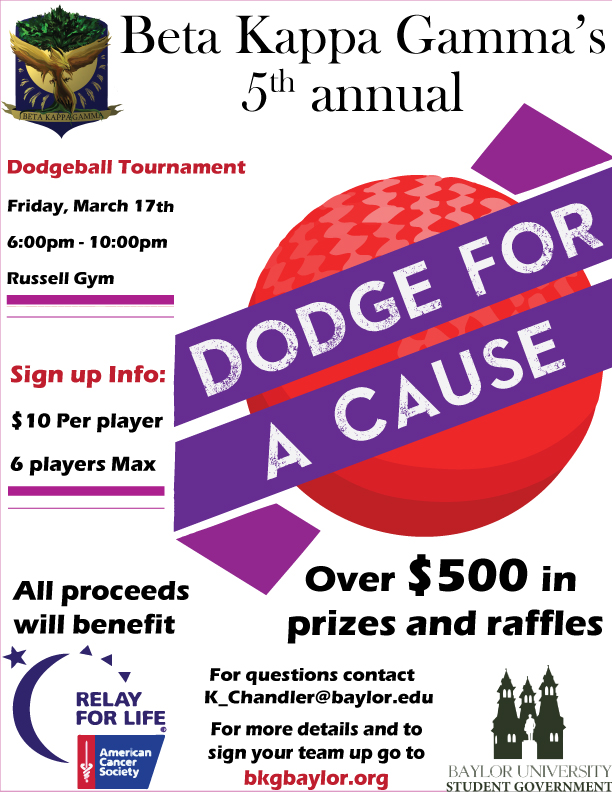 Beta Kappa Gamma's
5th annual
BETA KAPPA GAMMA
Dodgeball Tournament
Friday, March 17th
6:00pm - 10:00pm
Russell Gym
DODGE FOR
A CAUSE
Sign up Info:
$10 Per player
6 players Max
Over $500 in
prizes and raffles
All proceeds
will benefit
RELAY
FOR LIFE
American
Cancer
Society
For questions contact
K_Chandler@baylor.edu
For more details and to
sign your team up go to
bkgbaylor.org
BAYLOR UNIVERSITY
STUDENT GOVERNMENT